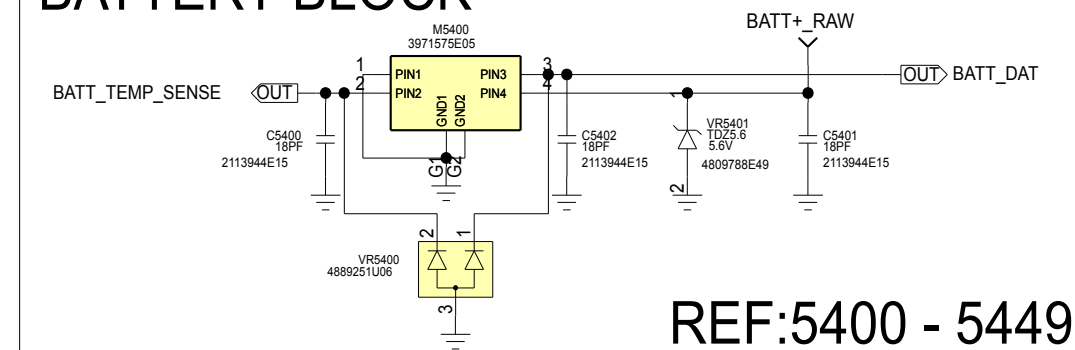 BATTERY BLOCK
M5400
3971575E05
BATT+_RAW
1
PIN1
PIN3
3
OUT
BATT_DAT
BATT_TEMP_SENSE
OUT
2
PIN2
PIN4
4
GND1
GND2
1
C5400
18PF
2113944E15
G1
G2
C5402
18PF
2113944E15
VR5401
TDZ5.6
5.6V
4809788E49
2
C5401
18PF
2113944E15
2
1
VR5400
4889251U06
3
REF:5400 - 5449